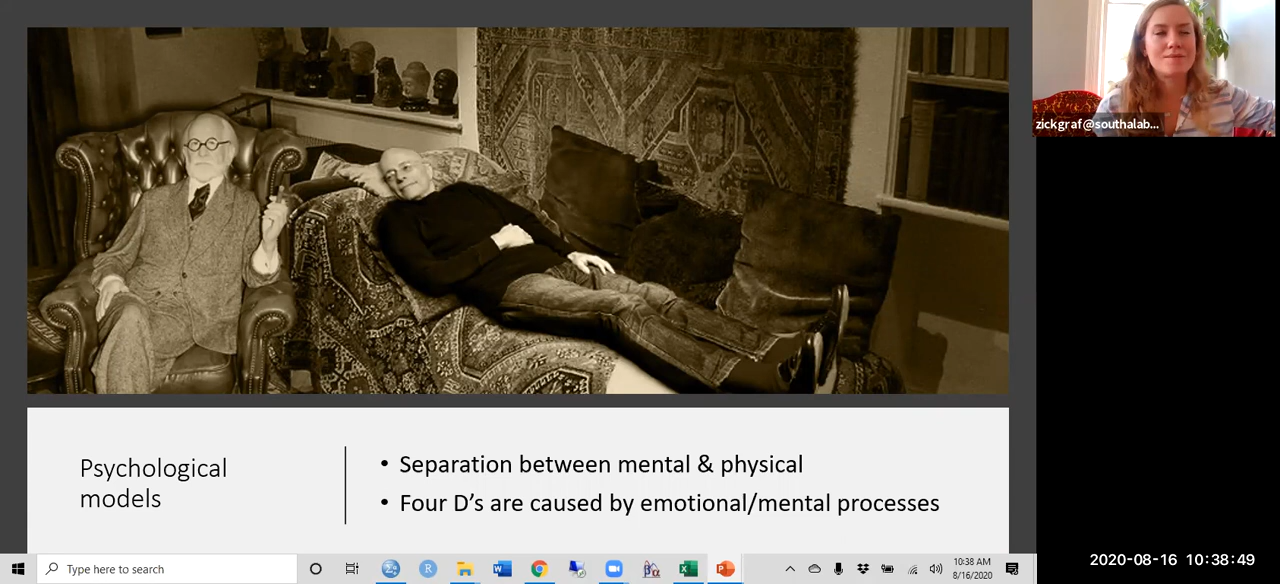 zickgraf@southalab...
Psychological
models
• Separation between mental & physical
• Four D's are caused by emotional/mental processes
Type here to search
10:38 AM
8/16/2020
2020-08-16 10:38:49